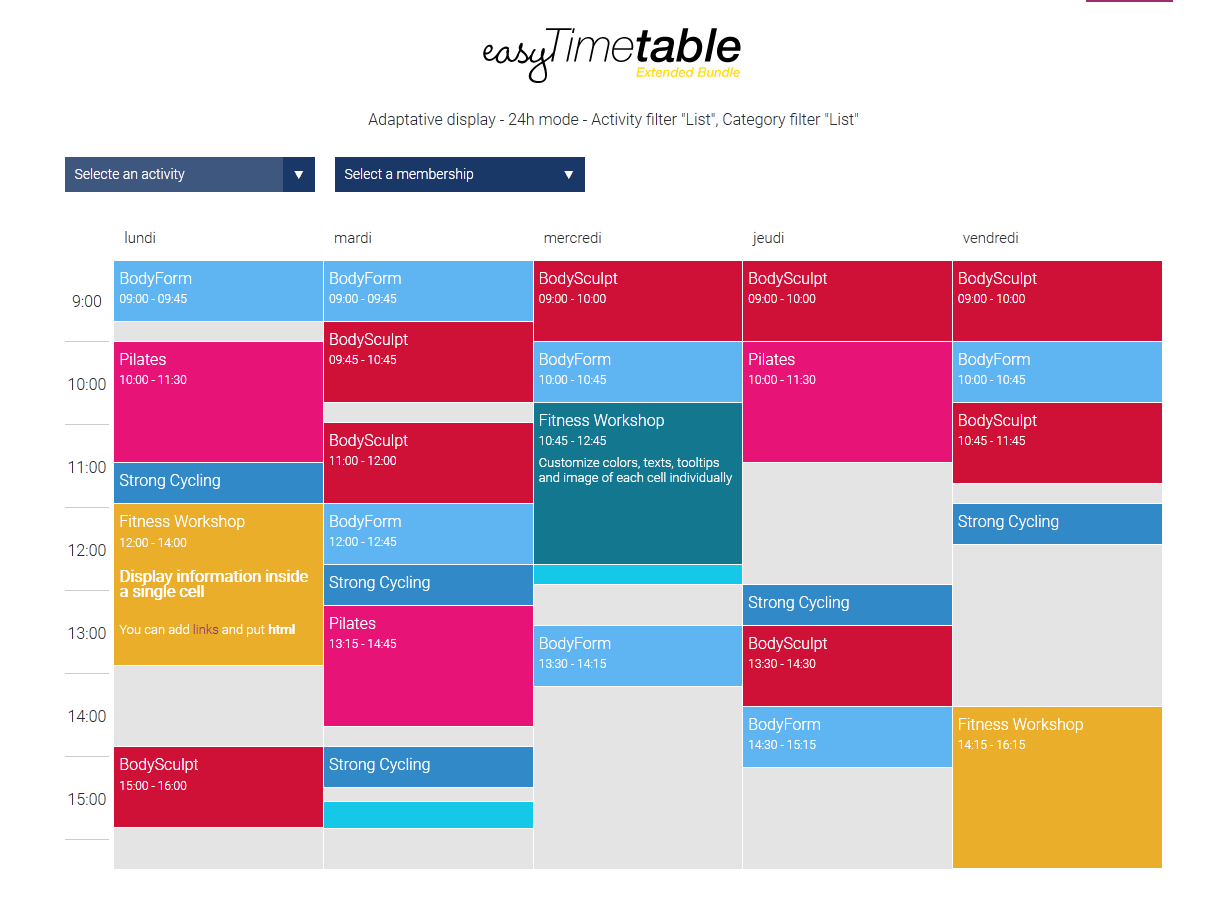 easyTimetable
Extended Bundle
Adaptative display - 24h mode - Activity filter "List", Category filter "List"
Selecte an activity ▼
Select a membership ▼
lundi
mardi
mercredi
jeudi
vendredi
9:00
10:00
11:00
12:00
13:00
14:00
15:00
BodyForm
09:00 - 09:45
Pilates
10:00 - 11:30
Strong Cycling
Fitness Workshop
12:00 - 14:00
Display information inside
a single cell
You can add links and put html
BodySculpt
15:00 - 16:00
BodyForm
09:00 - 09:45
BodySculpt
09:45 - 10:45
BodySculpt
11:00 - 12:00
BodyForm
12:00 - 12:45
Strong Cycling
Pilates
13:15 - 14:45
Strong Cycling
BodySculpt
09:00 - 10:00
BodyForm
10:00 - 10:45
Fitness Workshop
10:45 - 12:45
Customize colors, texts, tooltips
and image of each cell individually
BodyForm
13:30 - 14:15
BodySculpt
09:00 - 10:00
Pilates
10:00 - 11:30
Strong Cycling
BodySculpt
13:30 - 14:30
BodyForm
14:30 - 15:15
BodySculpt
09:00 - 10:00
BodyForm
10:00 - 10:45
BodySculpt
10:45 - 11:45
Strong Cycling
Fitness Workshop
14:15 - 16:15